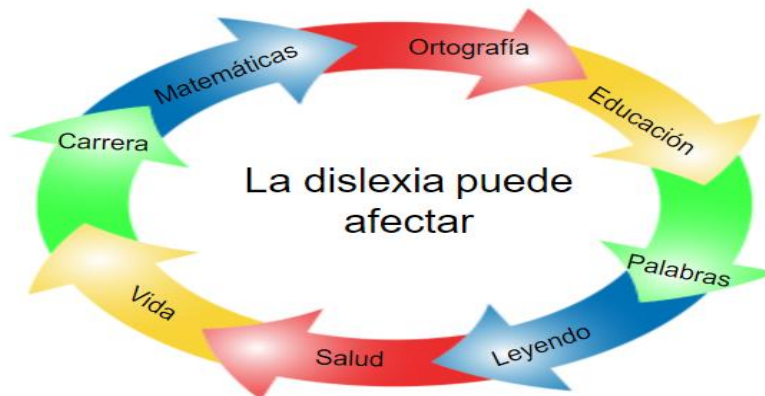 La dislexia puede
afectar
Ortografía
Educación
Palabras
Leyendo
Salud
Vida
Carrera
Matemáticas